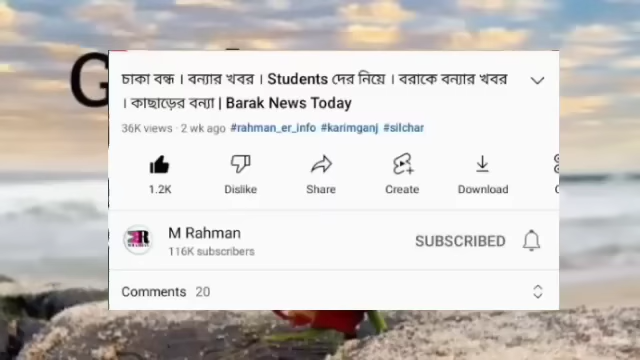 চাকা বন্ধ । বন্যার খবর । Students দের নিয়ে । বরাকে বন্যার খবর
। কাছাড়ের বন্যা | Barak News Today
36K views · 2 wk ago #rahman_er_info #karimganj #silchar
1.2K Dislike Share Create Download
M Rahman
116K subscribers
SUBSCRIBED
Comments 20